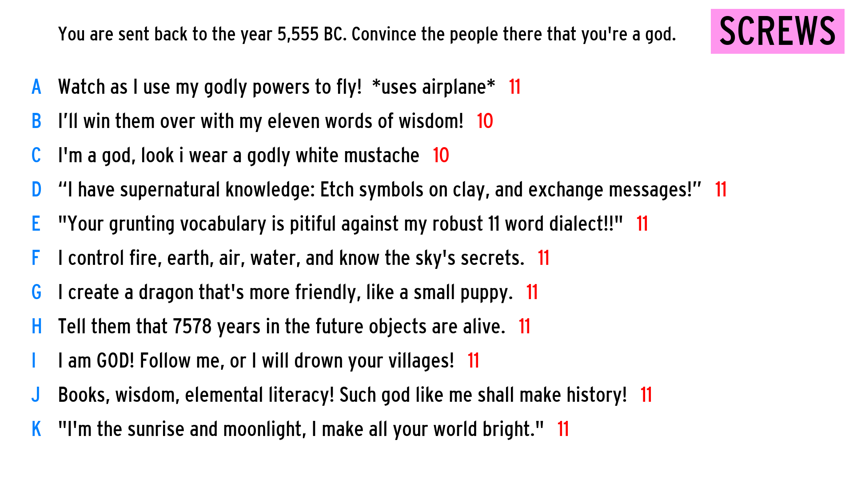 You are sent back to the year 5,555 BC. Convince the people there that you're a god.
SCREWS
A Watch as I use my godly powers to fly! *uses airplane* 11
B I’ll win them over with my eleven words of wisdom! 10
C I'm a god, look i wear a godly white mustache 10
D “I have supernatural knowledge: Etch symbols on clay, and exchange messages!” 11
E "Your grunting vocabulary is pitiful against my robust 11 word dialect!!" 11
F I control fire, earth, air, water, and know the sky's secrets. 11
G I create a dragon that's more friendly, like a small puppy. 11
H Tell them that 7578 years in the future objects are alive. 11
I I am GOD! Follow me, or I will drown your villages! 11
J Books, wisdom, elemental literacy! Such god like me shall make history! 11
K "I'm the sunrise and moonlight, I make all your world bright." 11